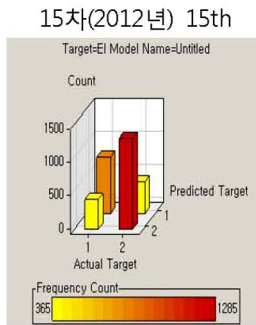 15차(2012년) 15th
Target=EI Model Name=Untitled
Count
1500
1000
500
0
Predicted Target
1
2
1 2
Actual Target
Frequency Count
365 1285